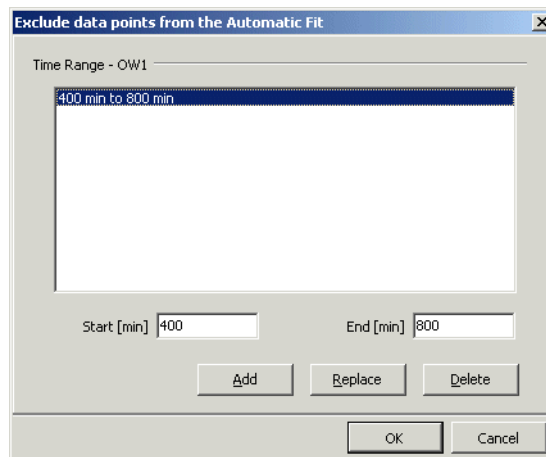 Exclude data points from the Automatic Fit
Time Range - OW1
400 min to 800 min
Start [min] 400 End [min] 800
Add Replace Delete
OK Cancel